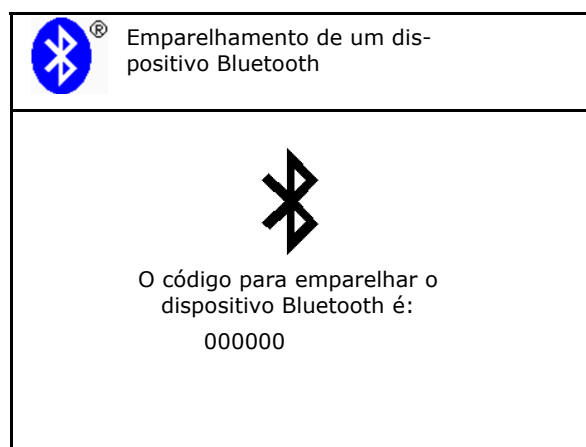 ®
Emparelhamento de um dis-
positivo Bluetooth
O código para emparelhar o
dispositivo Bluetooth é:
000000